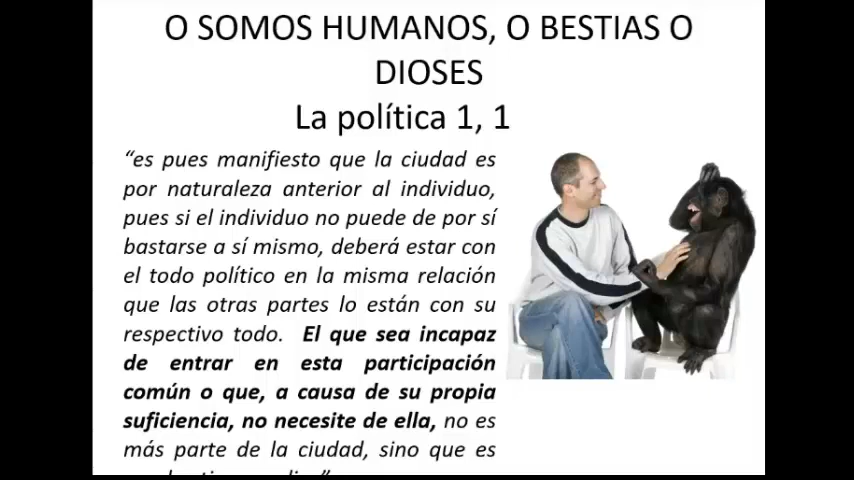 O SOMOS HUMANOS, O BESTIAS O
DIOSES
La política 1, 1
“es pues manifiesto que la ciudad es
por naturaleza anterior al individuo,
pues si el individuo no puede de por sí
bastarse a sí mismo, deberá estar con
el todo político en la misma relación
que las otras partes lo están con su
respectivo todo. El que sea incapaz
de entrar en esta participación
común o que, a causa de su propia
suficiencia, no necesite de ella, no es
más parte de la ciudad, sino que es